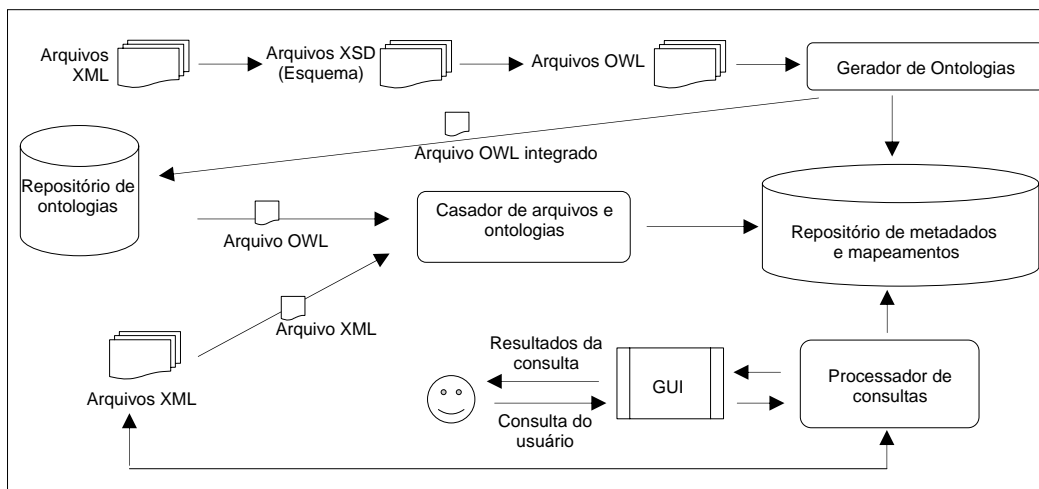 Arquivos
XML
Arquivos XSD
(Esquema)
Arquivos OWL
Gerador de Ontologias
Arquivo OWL integrado
Repositório de
ontologias
Arquivo OWL
Casador de arquivos e
ontologias
Repositório de metadados
e mapeamentos
Arquivo XML
Arquivos XML
Resultados da
consulta
Consulta do
usuário
GUI
Processador de
consultas